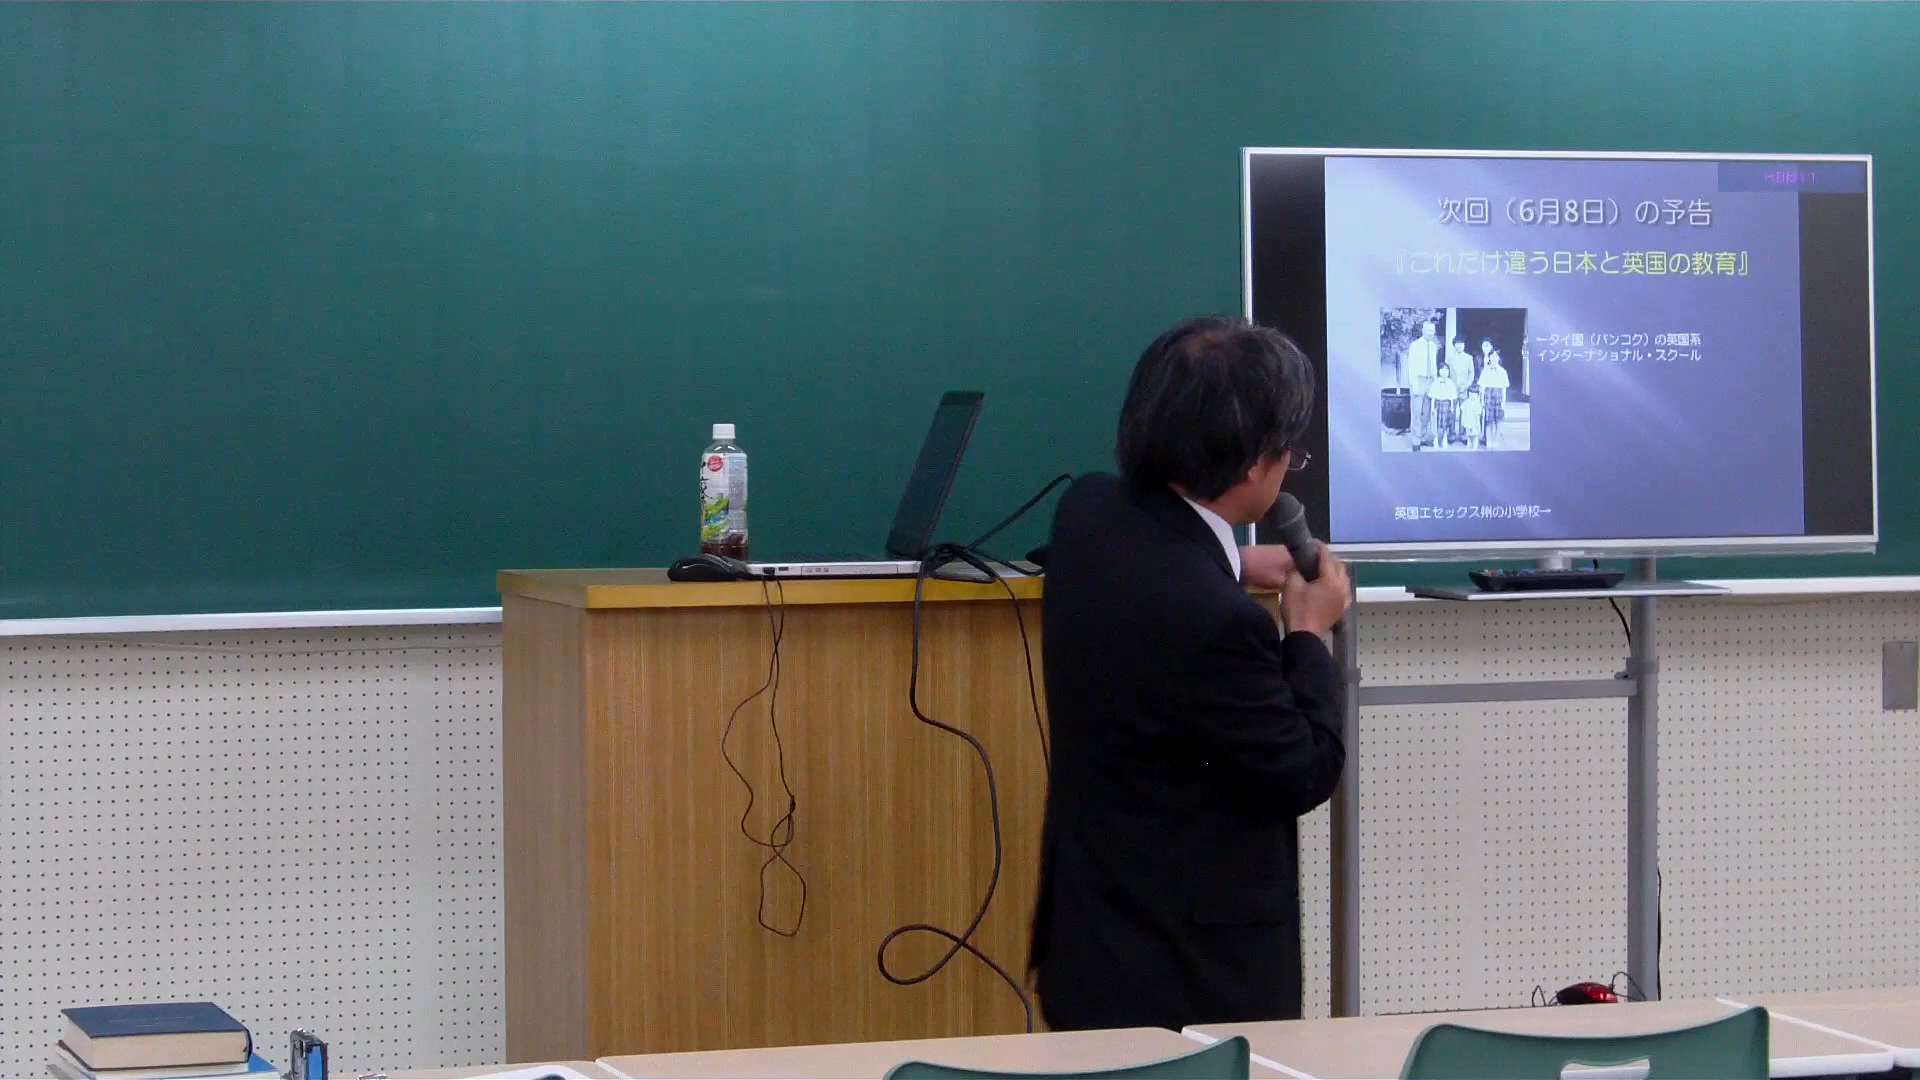 HDMI 1
次回（6月8日）の予告
『これだけ違う日本と英国の教育』
←タイ国（バンコク）の英国系
インターナショナル・スクール
英国エセックス州の小学校→